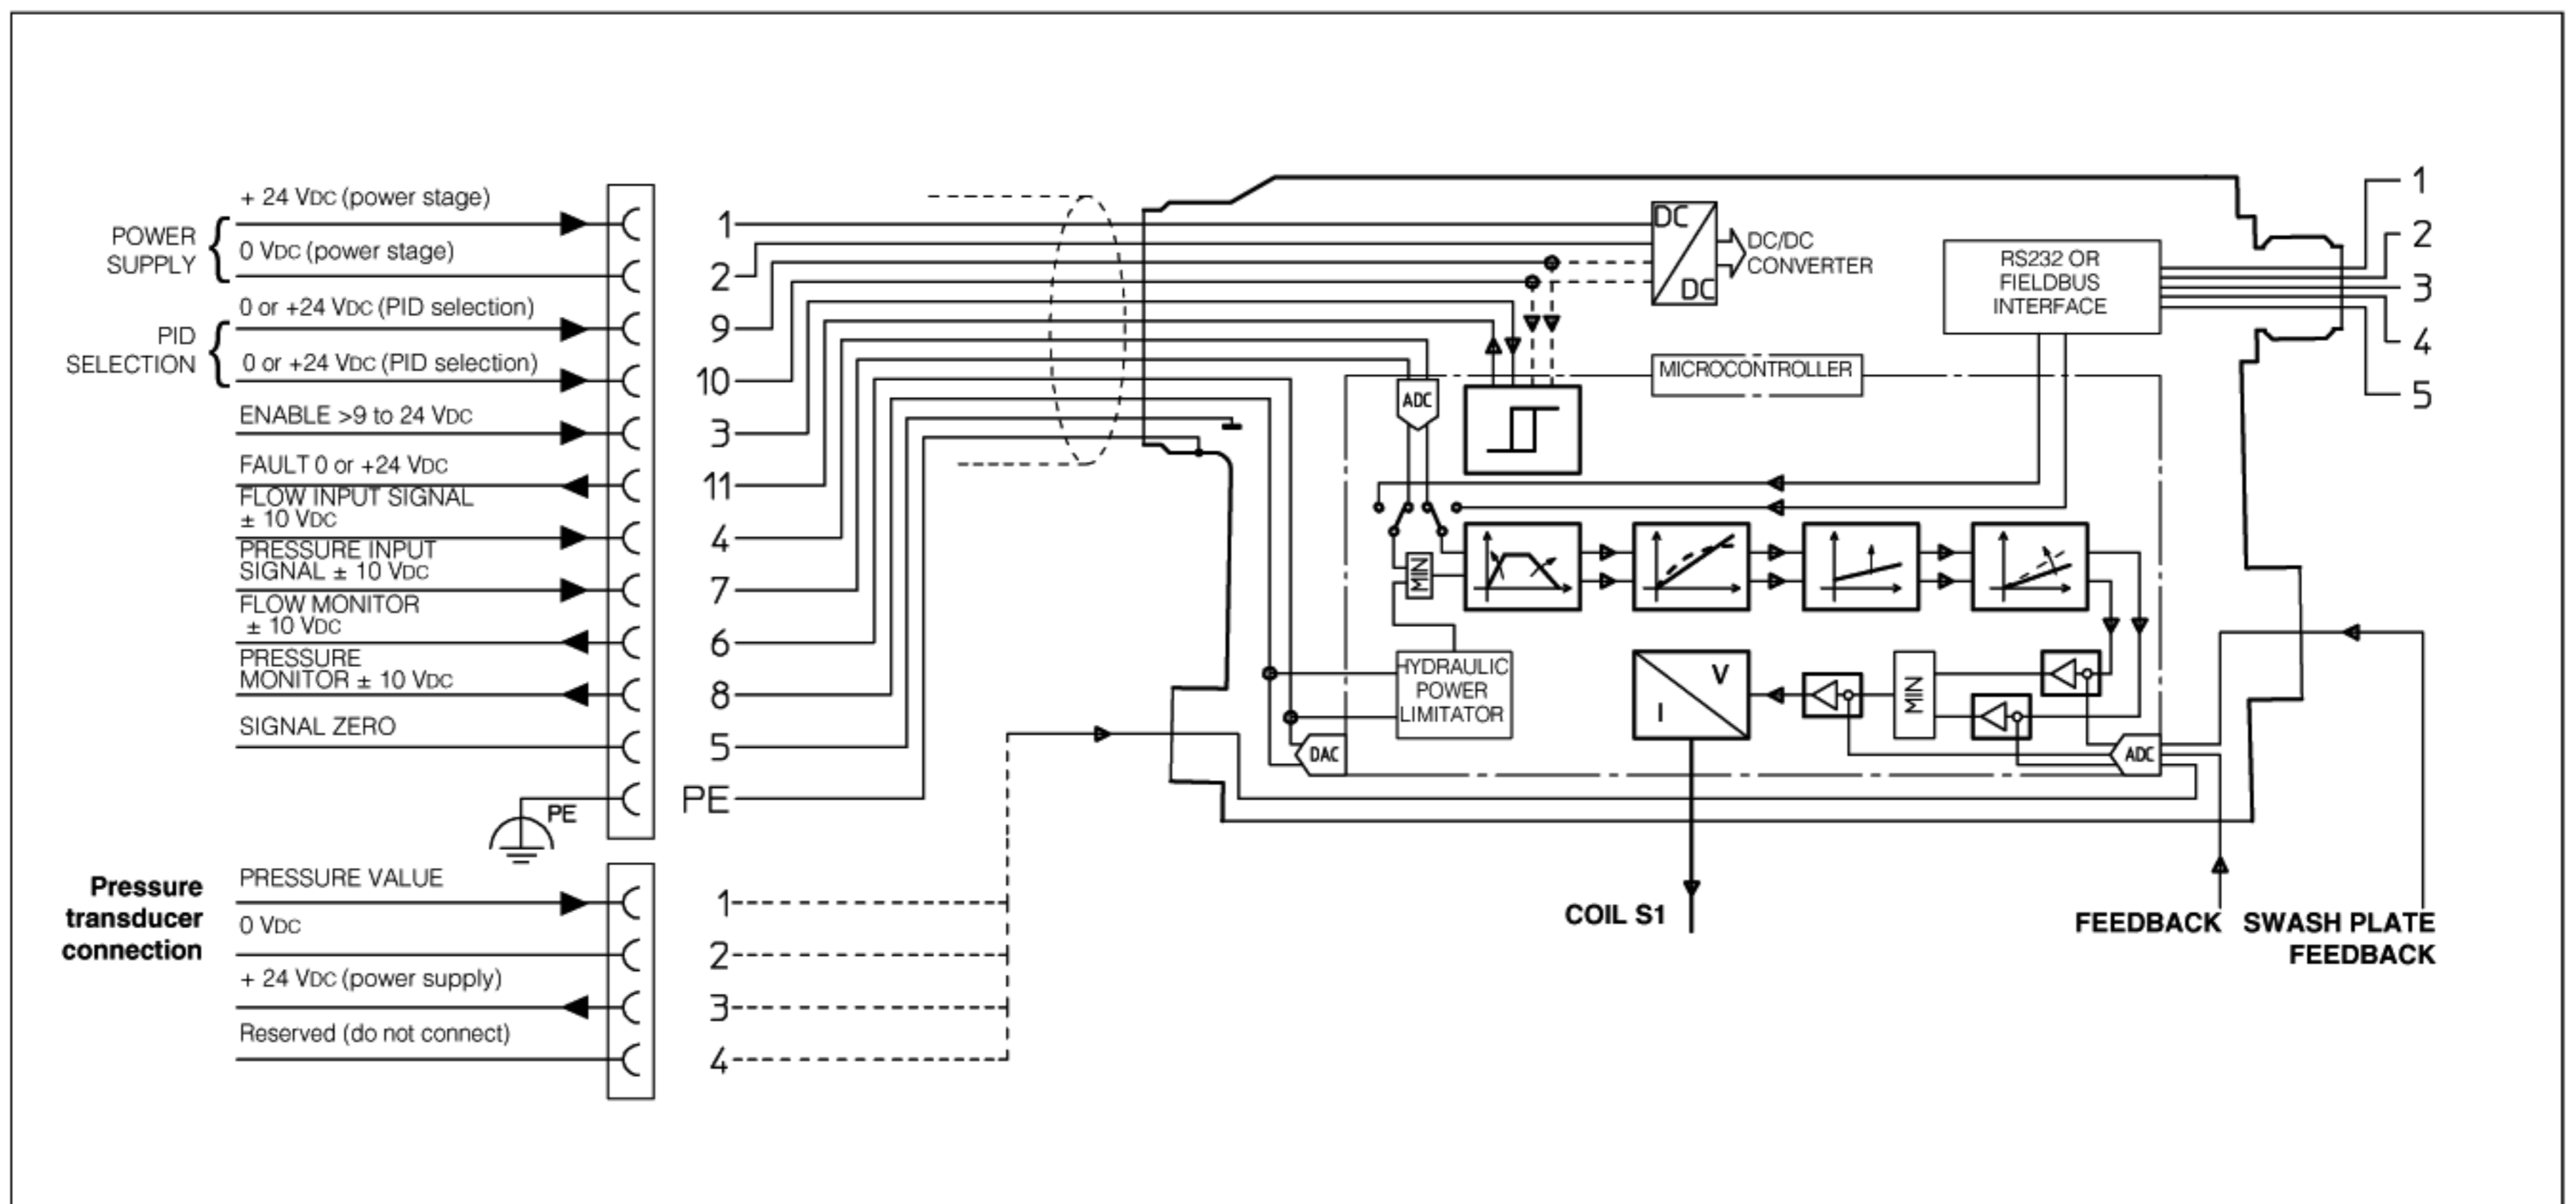 + 24 VDC (power stage)
POWER
SUPPLY
0 VDC (power stage)
0 or +24 VDC (PID selection)
PID
SELECTION
0 or +24 VDC (PID selection)
ENABLE >9 to 24 VDC
FAULT 0 or +24 VDC
FLOW INPUT SIGNAL
± 10 VDC
PRESSURE INPUT
SIGNAL ± 10 VDC
FLOW MONITOR
± 10 VDC
PRESSURE
MONITOR ± 10 VDC
SIGNAL ZERO
PE
1
2
9
10
3
11
4
7
6
8
5
PE
Pressure
transducer
connection
PRESSURE VALUE
0 VDC
+ 24 VDC (power supply)
Reserved (do not connect)
1
2
3
4
DC
DC
DC/DC
CONVERTER
RS232 OR
FIELDBUS
INTERFACE
1
2
3
4
5
MICROCONTROLLER
ADC
MIN
HYDRAULIC
POWER
LIMITATOR
DAC
V
I
MIN
ADC
COIL S1
FEEDBACK
SWASH PLATE
FEEDBACK